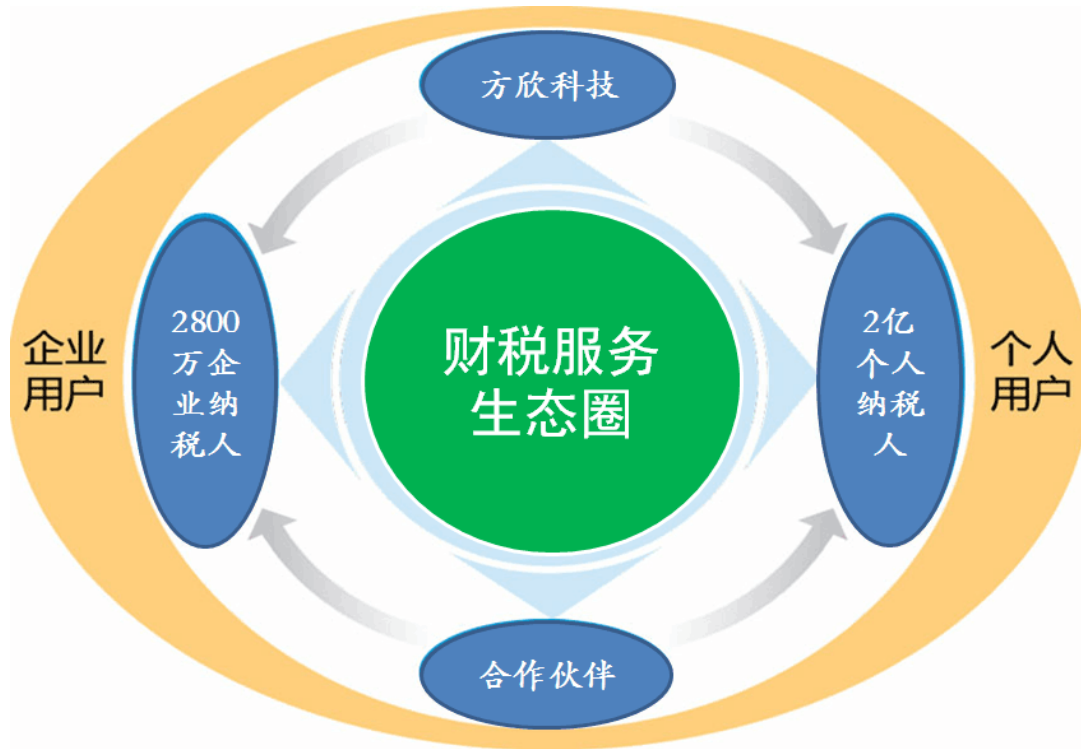 方欣科技
企业
用户
2800
万企
业纳
税人
财税服务
生态圈
2亿
个人
纳税
人
个人
用户
合作伙伴